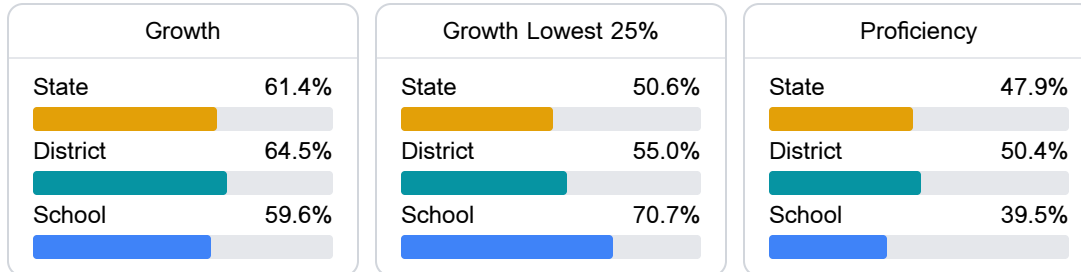 Growth
State 61.4%
District 64.5%
School 59.6%
Growth Lowest 25%
State 50.6%
District 55.0%
School 70.7%
Proficiency
State 47.9%
District 50.4%
School 39.5%